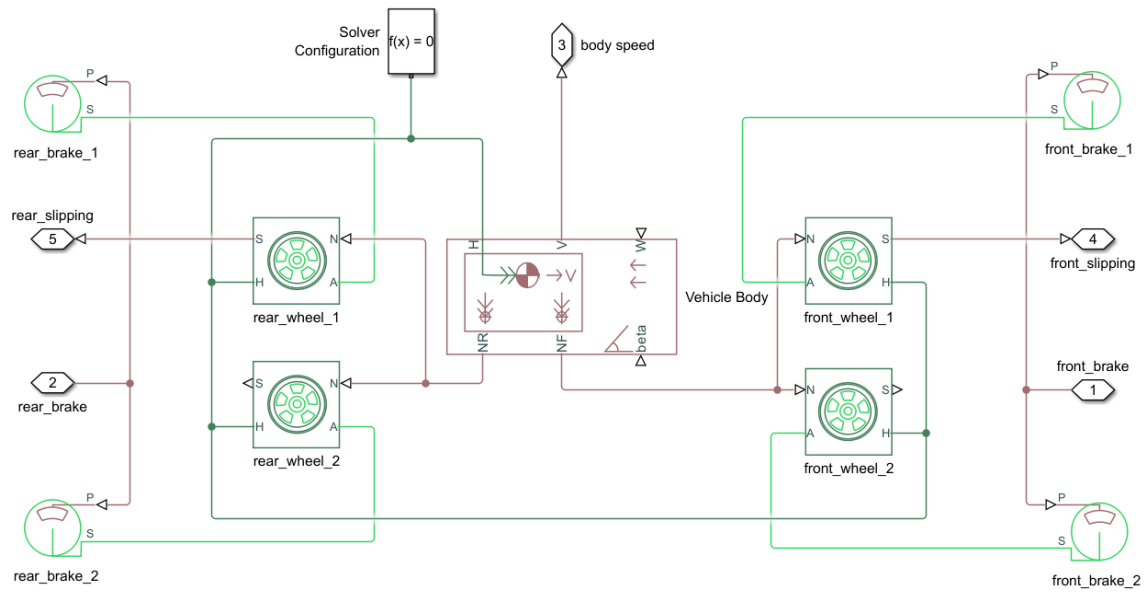 Solver
Configuration
f(x) = 0
3
body speed
P
S
rear_brake_1
P
S
front_brake_1
rear_slipping
5
S
N
H
A
rear_wheel_1
H
V
W
V
NR
NF
beta
Vehicle Body
N
S
A
H
front_wheel_1
4
front_slipping
2
rear_brake
S
N
H
A
rear_wheel_2
N
S
A
H
front_wheel_2
front_brake
1
P
S
rear_brake_2
P
S
front_brake_2